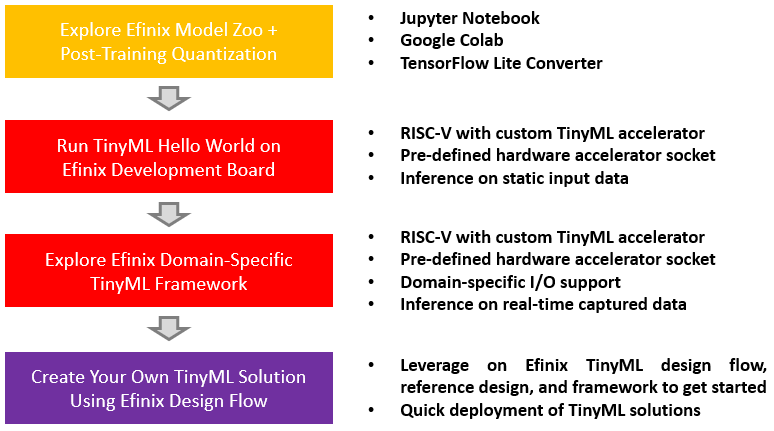 Explore Efinix Model Zoo +
Post-Training Quantization
• Jupyter Notebook
• Google Colab
• TensorFlow Lite Converter
Run TinyML Hello World on
Efinix Development Board
• RISC-V with custom TinyML accelerator
• Pre-defined hardware accelerator socket
• Inference on static input data
Explore Efinix Domain-Specific
TinyML Framework
• RISC-V with custom TinyML accelerator
• Pre-defined hardware accelerator socket
• Domain-specific I/O support
• Inference on real-time captured data
Create Your Own TinyML Solution
Using Efinix Design Flow
• Leverage on Efinix TinyML design flow,
reference design, and framework to get started
• Quick deployment of TinyML solutions